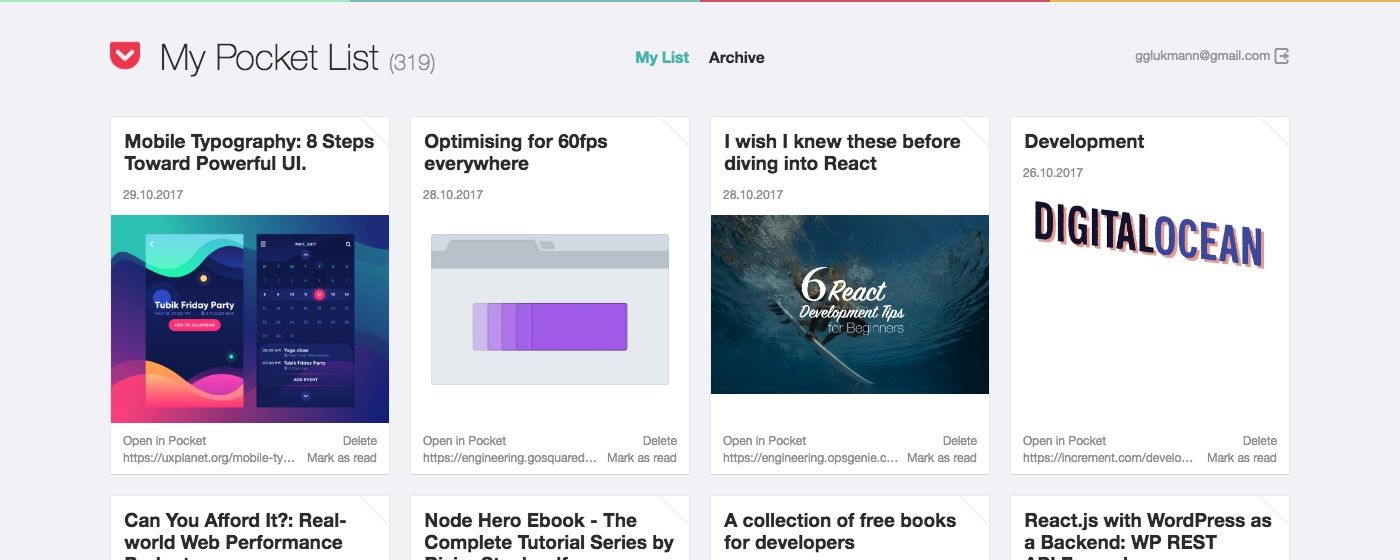 My Pocket List (319)
My List
Archive
gglukmann@gmail.com
Mobile Typography: 8 Steps
Toward Powerful UI.
29.10.2017
MAY, 2017
Tubik Friday Party
ADD TO CALENDAR
Yoga class
Tubik Friday Party
ADD EVENT
Open in Pocket
Delete
https://uxplanet.org/mobile-ty...
Mark as read
Optimising for 60fps
everywhere
28.10.2017
Open in Pocket
Delete
https://engineering.gosquared...
Mark as read
I wish I knew these before
diving into React
28.10.2017
6 React
Development Tips
for Beginners
Open in Pocket
Delete
https://engineering.opsgenie.c...
Mark as read
Development
26.10.2017
DIGITALOCEAN
Open in Pocket
Delete
https://increment.com/develo...
Mark as read
Can You Afford It?: Real-
world Web Performance
Node Hero Ebook - The
Complete Tutorial Series by
A collection of free books
for developers
React.js with WordPress as
a Backend: WP REST